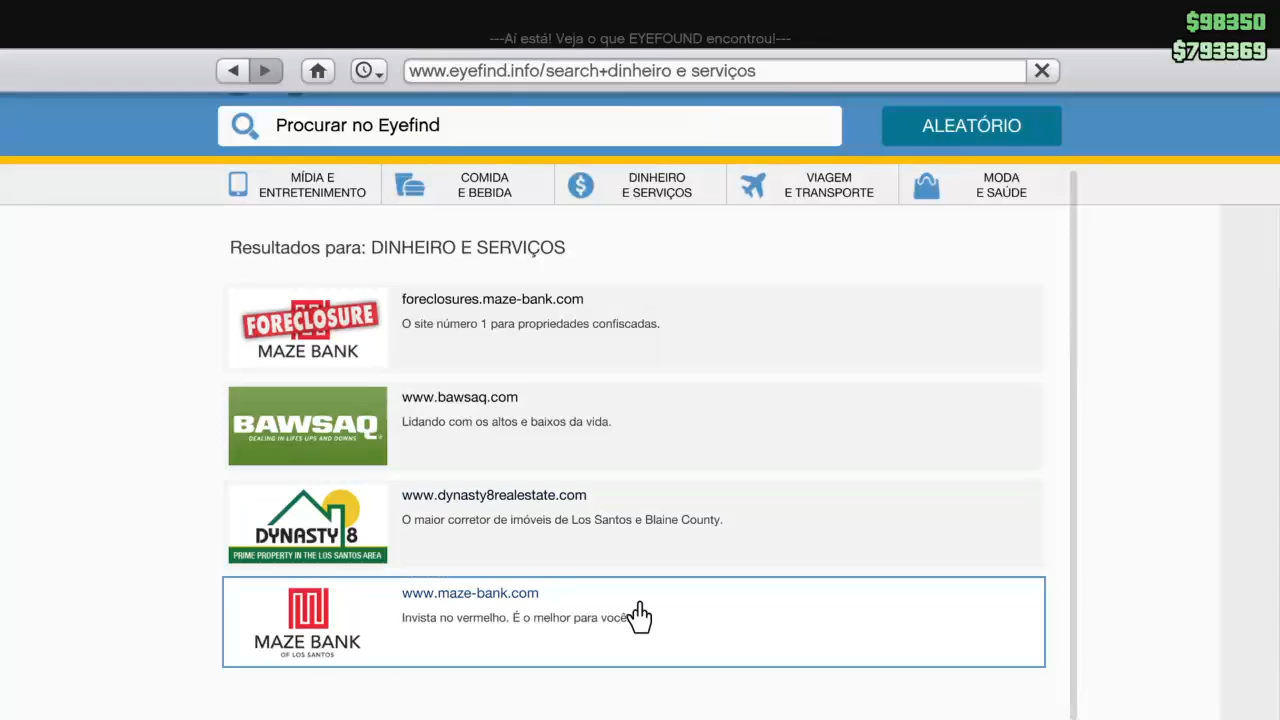 $98350
---Aí está! Veja o que EYEFOUND encontrou!---
$793369
www.eyefind.info/search+dinheiro e serviços
Procurar no Eyefind
ALEATÓRIO
MÍDIA E
ENTRETENIMENTO
COMIDA
E BEBIDA
DINHEIRO
E SERVIÇOS
VIAGEM
E TRANSPORTE
MODA
E SAÚDE
Resultados para: DINHEIRO E SERVIÇOS
FORECLOSURE
MAZE BANK
foreclosures.maze-bank.com
O site número 1 para propriedades confiscadas.
BAWSAQ
DEALING IN LIFES UPS AND DOWNS
www.bawsaq.com
Lidando com os altos e baixos da vida.
DYNASTY 8
PRIME PROPERTY IN THE LOS SANTOS AREA
www.dynasty8realestate.com
O maior corretor de imóveis de Los Santos e Blaine County.
MAZE BANK
OF LOS SANTOS
www.maze-bank.com
Invista no vermelho. É o melhor para você